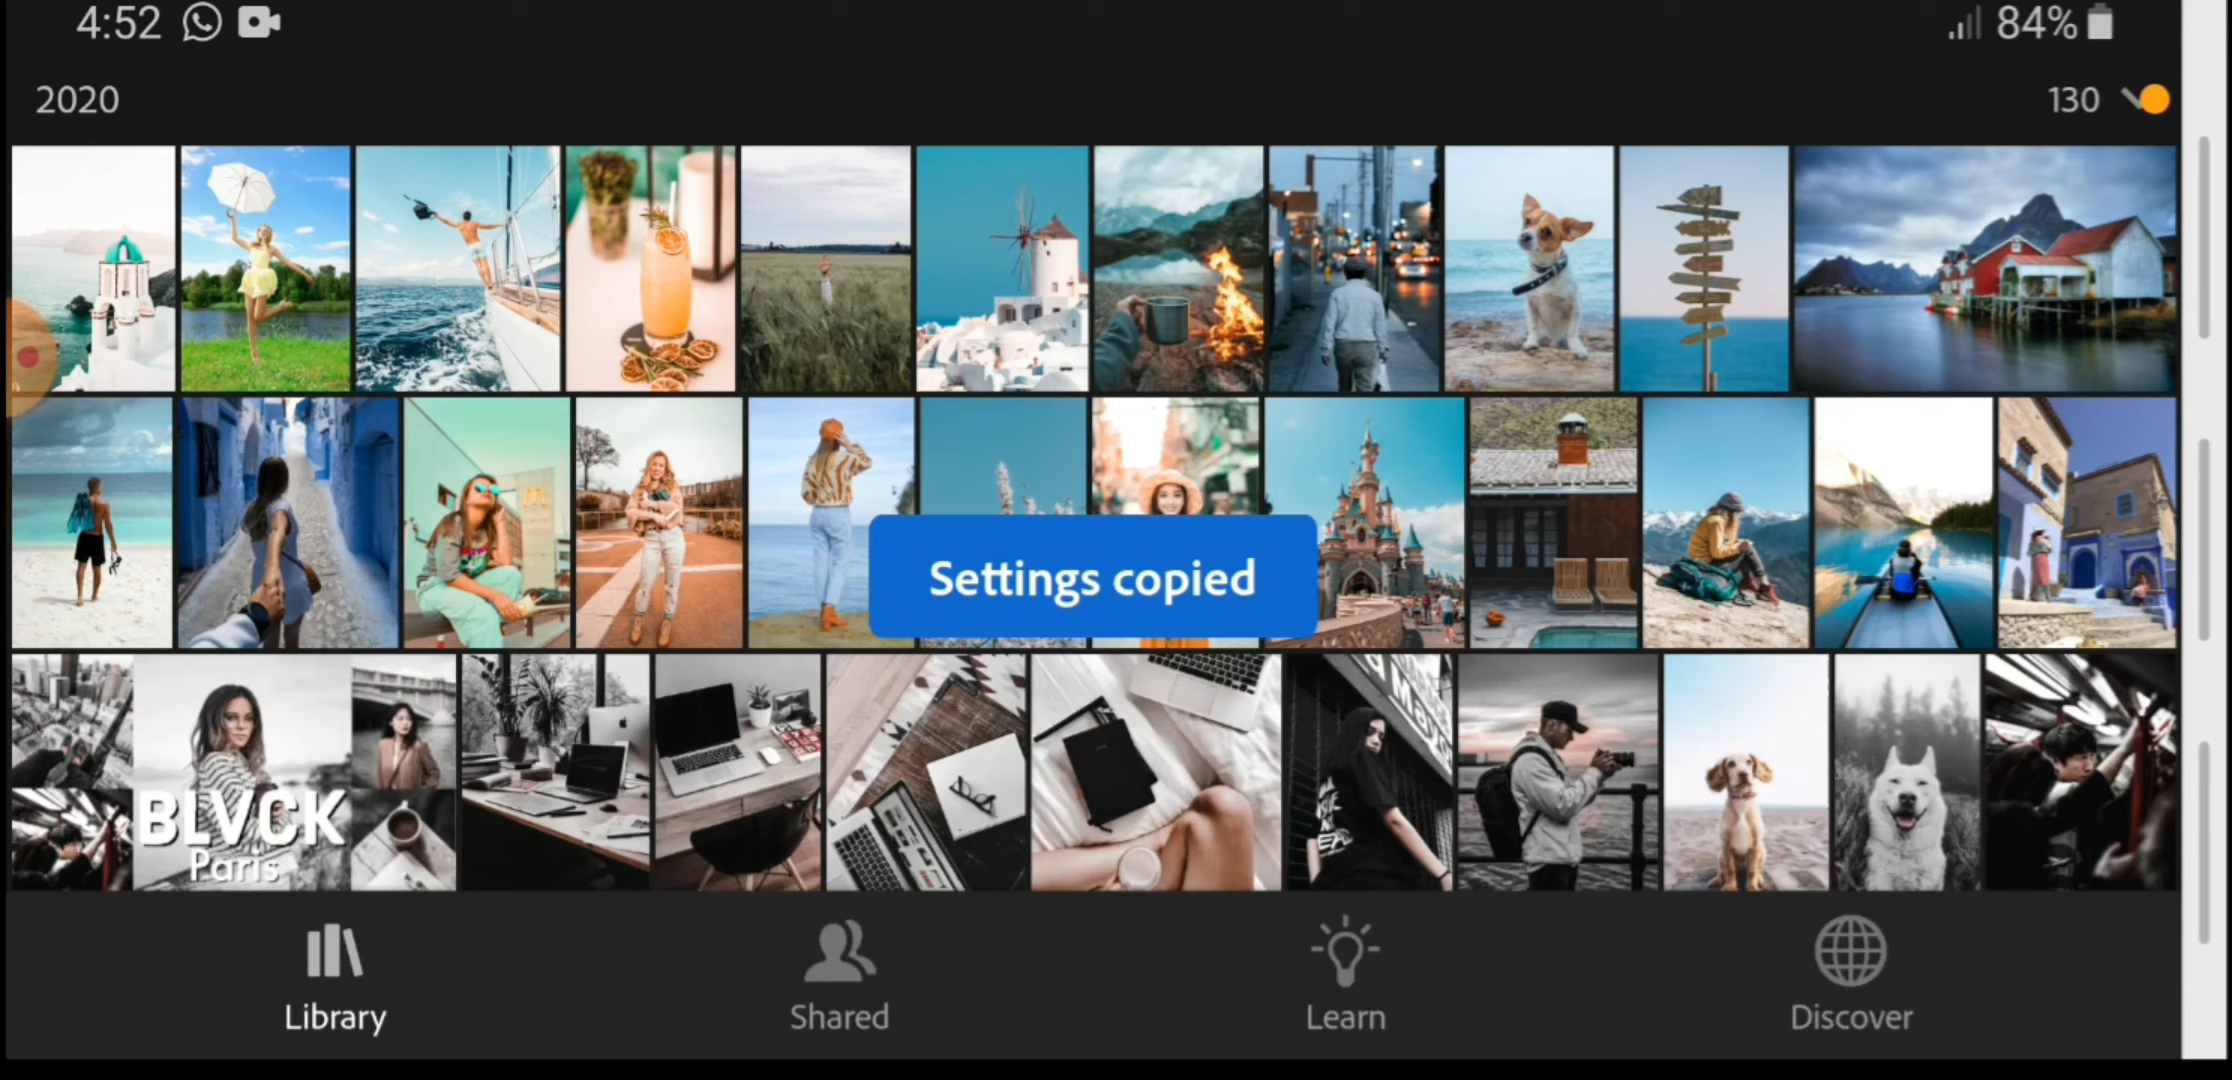 4:52
84%
2020
130
Settings copied
BLVCK
Paris
Library
Shared
Learn
Discover